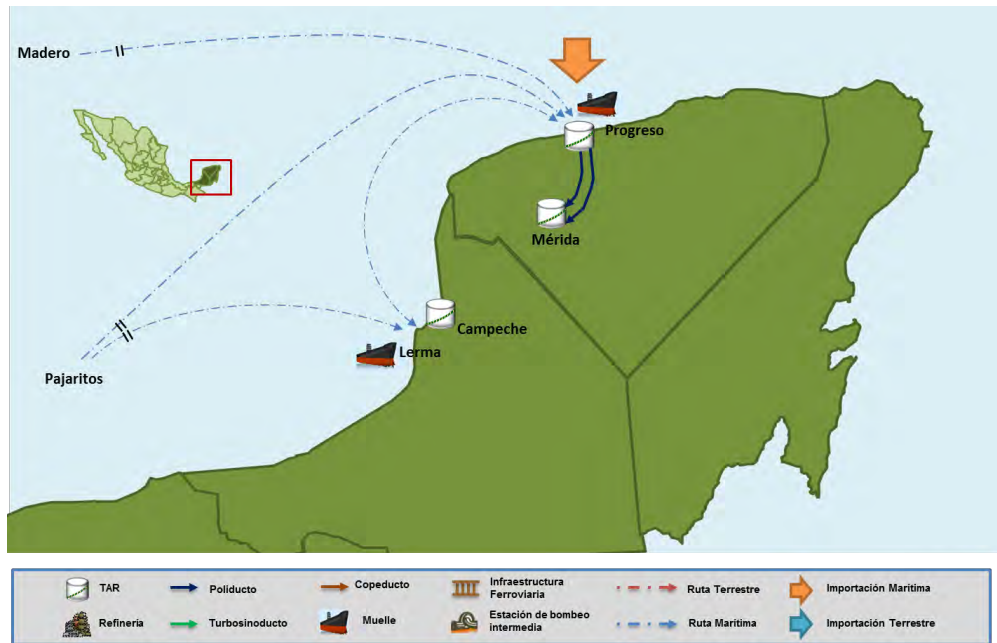 Madero
Progreso
Mérida
Campeche
Lerma
Pajaritos
TAR
Poliducto
Copeducto
Infraestructura
Ferroviaria
Ruta Terrestre
Importación Marítima
Refinería
Turbosinoducto
Muelle
Estación de bombeo
intermedia
Ruta Marítima
Importación Terrestre